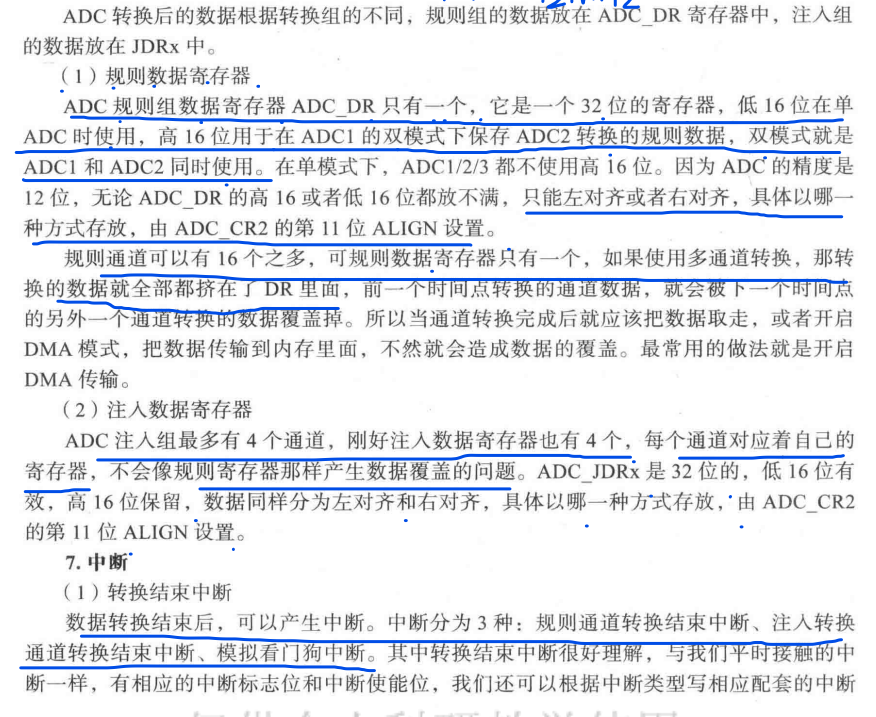 ADC 转换后的数据根据转换组的不同，规则组的数据放在 ADC_DR 寄存器中，注入组
的数据放在 JDRx 中。
（1）规则数据寄存器
ADC 规则组数据寄存器 ADC_DR 只有一个，它是一个 32 位的寄存器，低 16 位在单
ADC 时使用，高 16 位用于在 ADC1 的双模式下保存 ADC2 转换的规则数据，双模式就是
ADC1 和 ADC2 同时使用。在单模式下，ADC1/2/3 都不使用高 16 位。因为 ADC 的精度是
12 位，无论 ADC_DR 的高 16 或者低 16 位都放不满，只能左对齐或者右对齐，具体以哪一
种方式存放，由 ADC_CR2 的第 11 位 ALIGN 设置。
规则通道可以有 16 个之多，可规则数据寄存器只有一个，如果使用多通道转换，那转
换的数据就全部都挤在了 DR 里面，前一个时间点转换的通道数据，就会被下一个时间点
的另外一个通道转换的数据覆盖掉。所以当通道转换完成后就应该把数据取走，或者开启
DMA 模式，把数据传输到内存里面，不然就会造成数据的覆盖。最常用的做法就是开启
DMA 传输。
（2）注入数据寄存器
ADC 注入组最多有 4 个通道，刚好注入数据寄存器也有 4 个，每个通道对应着自己的
寄存器，不会像规则寄存器那样产生数据覆盖的问题。ADC_JDRx 是 32 位的，低 16 位有
效，高 16 位保留，数据同样分为左对齐和右对齐，具体以哪一种方式存放，由 ADC_CR2
的第 11 位 ALIGN 设置。
7. 中断
（1）转换结束中断
数据转换结束后，可以产生中断。中断分为 3 种：规则通道转换结束中断、注入转换
通道转换结束中断、模拟看门狗中断。其中转换结束中断很好理解，与我们平时接触的中
断一样，有相应的中断标志位和中断使能位，我们还可以根据中断类型写相应配套的中断